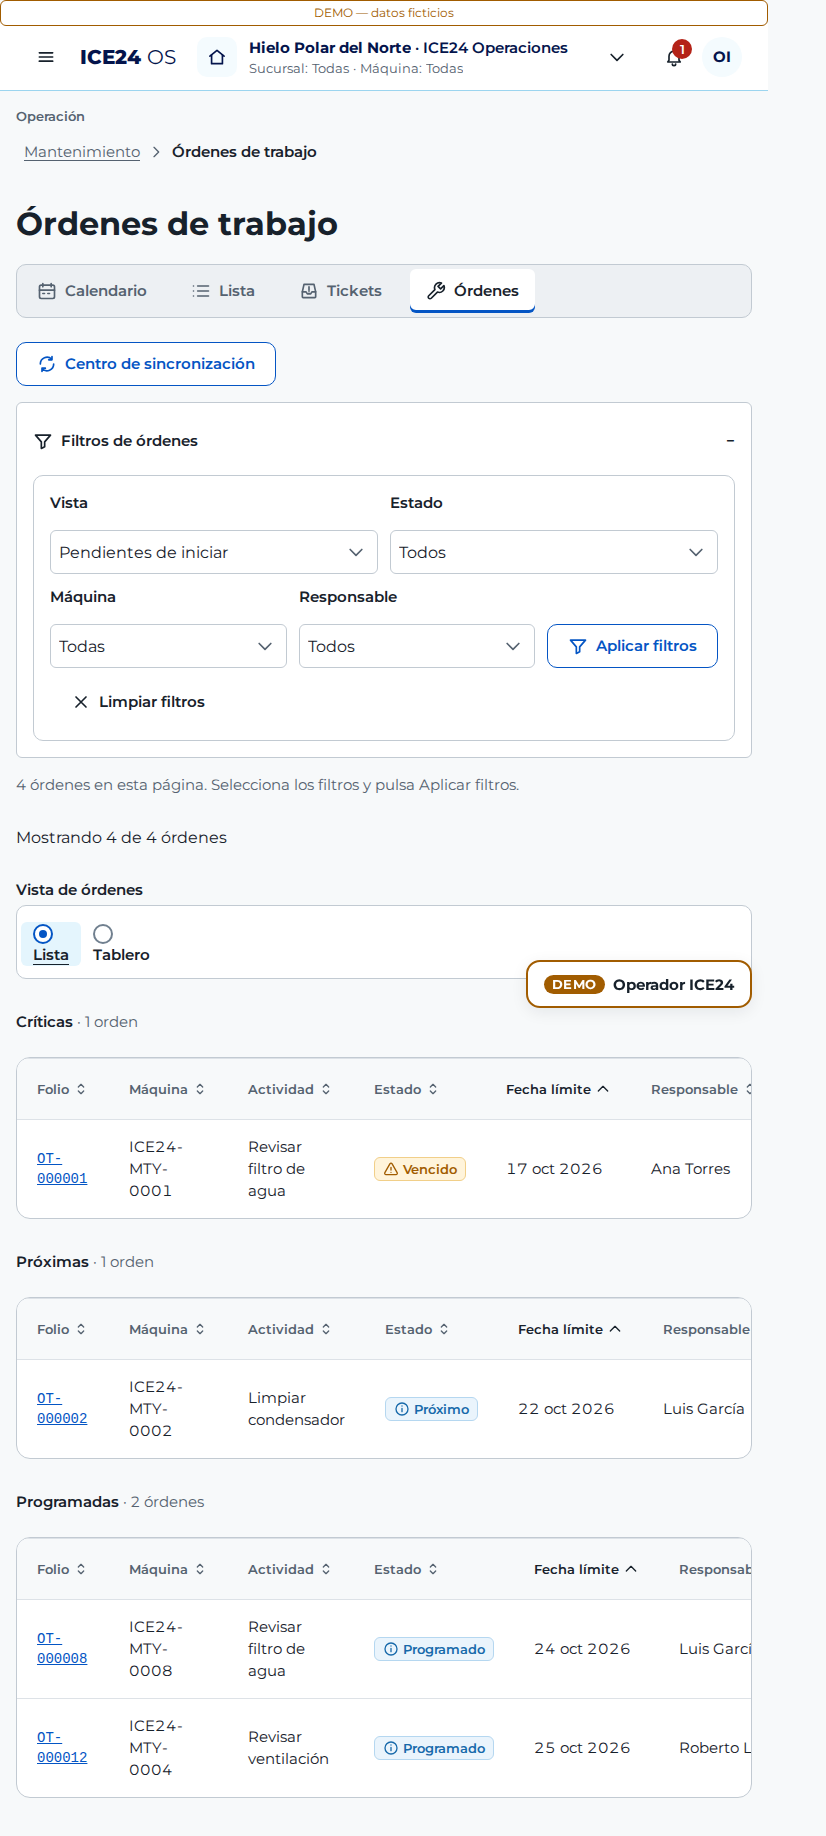 DEMO — datos ficticios
ICE24 OS
Hielo Polar del Norte · ICE24 Operaciones
Sucursal: Todas · Máquina: Todas
1
OI
Operación
Mantenimiento > Órdenes de trabajo
Órdenes de trabajo
Calendario Lista Tickets Órdenes
Centro de sincronización
Filtros de órdenes −
Vista Estado
Pendientes de iniciar Todos
Máquina Responsable
Todas Todos Aplicar filtros
Limpiar filtros
4 órdenes en esta página. Selecciona los filtros y pulsa Aplicar filtros.
Mostrando 4 de 4 órdenes
Vista de órdenes
Lista Tablero
DEMO Operador ICE24
Críticas · 1 orden
Folio Máquina Actividad Estado Fecha límite Responsable
OT-000001 ICE24-MTY-0001 Revisar filtro de agua Vencido 17 oct 2026 Ana Torres
Próximas · 1 orden
Folio Máquina Actividad Estado Fecha límite Responsable
OT-000002 ICE24-MTY-0002 Limpiar condensador Próximo 22 oct 2026 Luis García
Programadas · 2 órdenes
Folio Máquina Actividad Estado Fecha límite Responsab
OT-000008 ICE24-MTY-0008 Revisar filtro de agua Programado 24 oct 2026 Luis Garcí
OT-000012 ICE24-MTY-0004 Revisar ventilación Programado 25 oct 2026 Roberto L